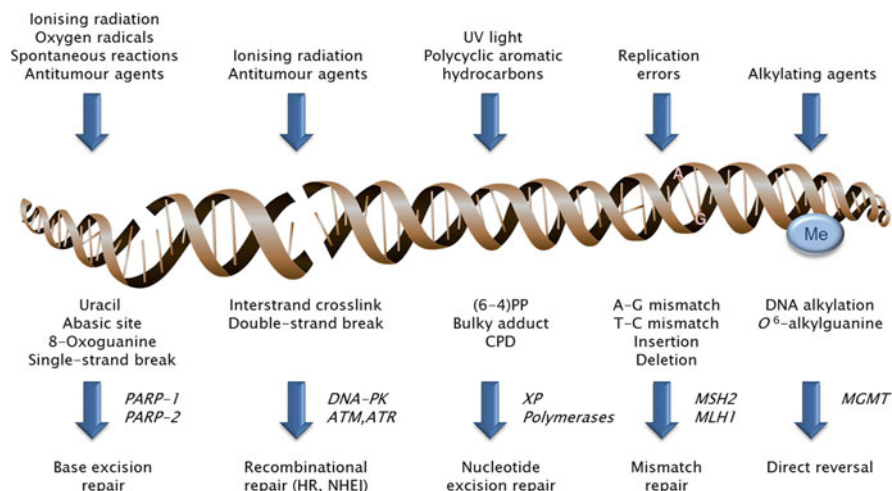 Ionising radiation
Oxygen radicals
Spontaneous reactions
Antitumour agents
Ionising radiation
Antitumour agents
UV light
Polycyclic aromatic
hydrocarbons
Replication
errors
Alkylating agents
A
G
Me
Uracil
Abasic site
8-Oxoguanine
Single-strand break
Interstrand crosslink
Double-strand break
(6-4)PP
Bulky adduct
CPD
A-G mismatch
T-C mismatch
Insertion
Deletion
DNA alkylation
O⁶-alkylguanine
PARP-1
PARP-2
DNA-PK
ATM,ATR
XP
Polymerases
MSH2
MLH1
MGMT
Base excision
repair
Recombinational
repair (HR, NHEJ)
Nucleotide
excision repair
Mismatch
repair
Direct reversal